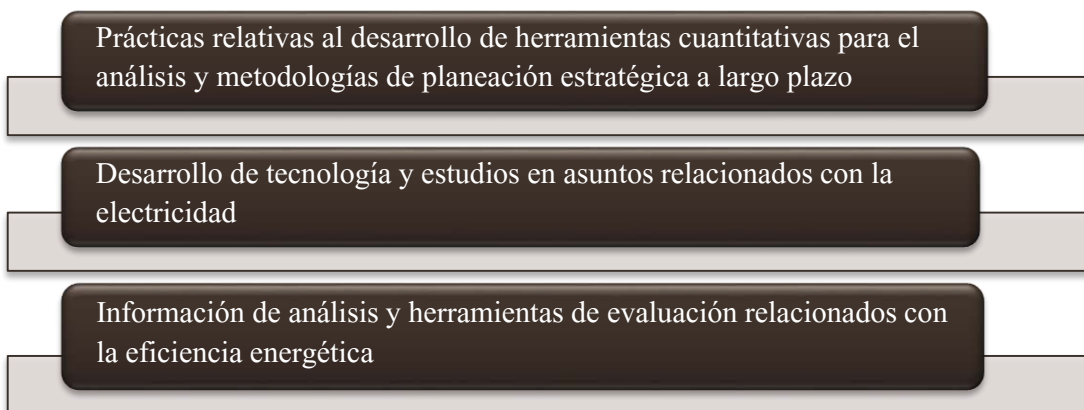 Prácticas relativas al desarrollo de herramientas cuantitativas para el
análisis y metodologías de planeación estratégica a largo plazo
Desarrollo de tecnología y estudios en asuntos relacionados con la
electricidad
Información de análisis y herramientas de evaluación relacionados con
la eficiencia energética